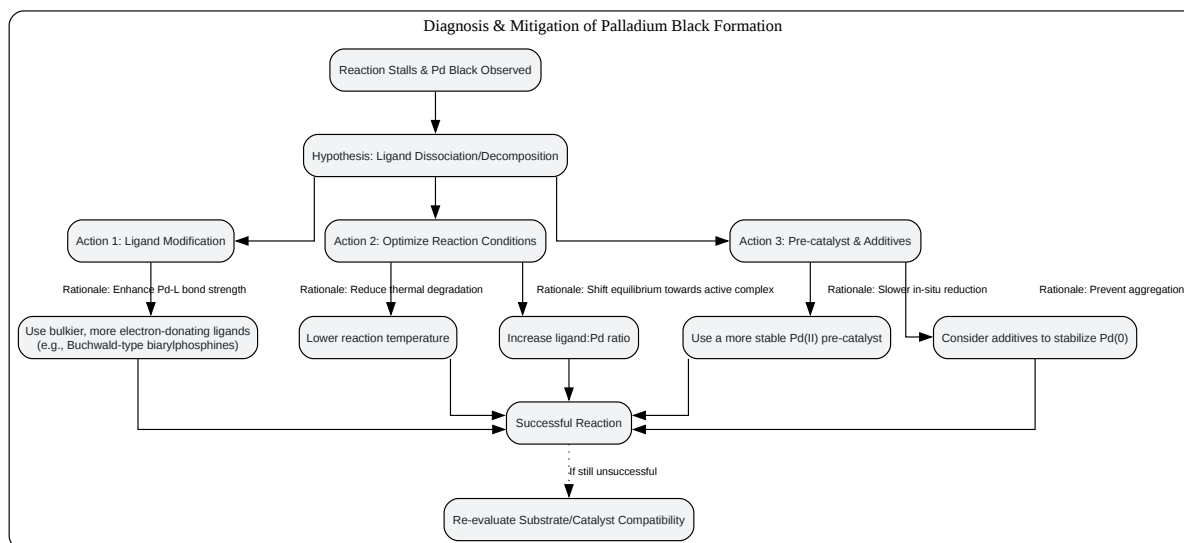 Diagnosis & Mitigation of Palladium Black Formation
Reaction Stalls & Pd Black Observed
Hypothesis: Ligand Dissociation/Decomposition
Action 1: Ligand Modification
Action 2: Optimize Reaction Conditions
Action 3: Pre-catalyst & Additives
Rationale: Enhance Pd-L bond strength
Rationale: Reduce thermal degradation
Rationale: Shift equilibrium towards active complex
Rationale: Slower in-situ reduction
Rationale: Prevent aggregation
Use bulkier, more electron-donating ligands
(e.g., Buchwald-type biarylphosphines)
Lower reaction temperature
Increase ligand:Pd ratio
Use a more stable Pd(II) pre-catalyst
Consider additives to stabilize Pd(0)
Successful Reaction
If still unsuccessful
Re-evaluate Substrate/Catalyst Compatibility